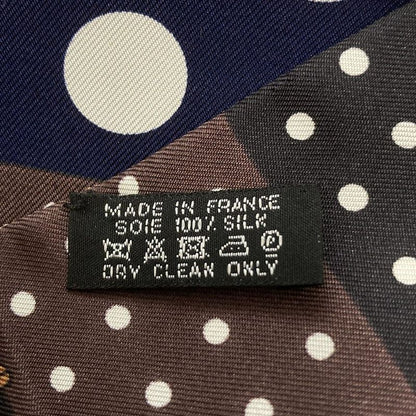 MADE IN FRANCE
SOIE 100% SILK
P
DRY CLEAN ONLY